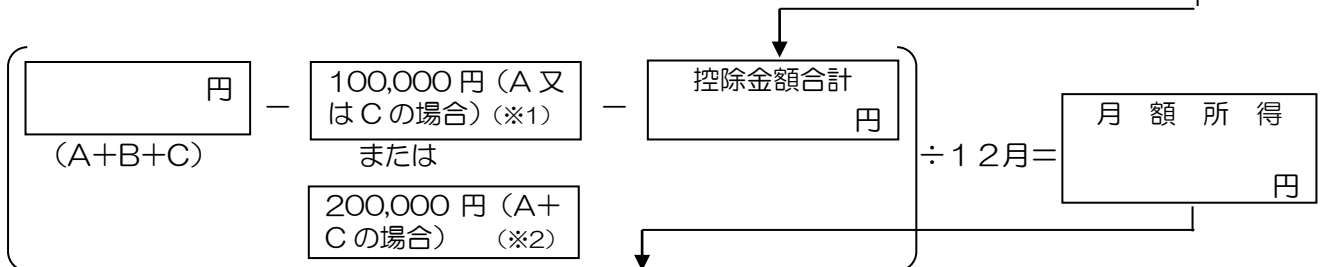 円
(A+B+C)
－
100,000 円（A 又
は C の場合）（※1）
または
200,000 円（A＋
C の場合） （※2）
－
控除金額合計
円
÷１２月＝
月 額 所 得
円